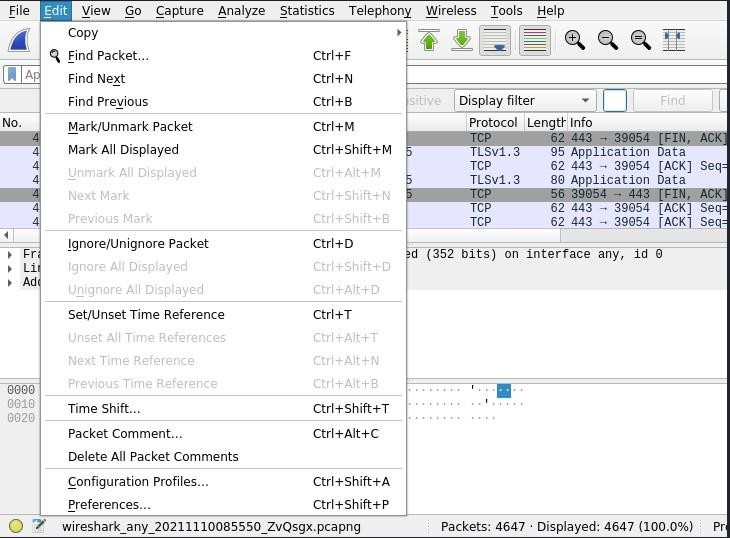 File Edit View Go Capture Analyze Statistics Telephony Wireless Tools Help
Copy
Find Packet... Ctrl+F
Find Next Ctrl+N
Find Previous Ctrl+B
Mark/Unmark Packet Ctrl+M
Mark All Displayed Ctrl+Shift+M
Unmark All Displayed Ctrl+Alt+M
Next Mark Ctrl+Shift+N
Previous Mark Ctrl+Shift+B
Ignore/Unignore Packet Ctrl+D
Ignore All Displayed Ctrl+Shift+D
Unignore All Displayed Ctrl+Alt+D
Set/Unset Time Reference Ctrl+T
Unset All Time References Ctrl+Alt+T
Next Time Reference Ctrl+Alt+N
Previous Time Reference Ctrl+Alt+B
Time Shift... Ctrl+Shift+T
Packet Comment... Ctrl+Alt+C
Delete All Packet Comments
Configuration Profiles... Ctrl+Shift+A
Preferences... Ctrl+Shift+P
Ap
sitive Display filter Find
No. Protocol Length Info
4 TCP 62 443 → 39054 [FIN, ACK]
4 5 TLSv1.3 95 Application Data
4 TCP 62 443 → 39054 [ACK] Seq=
4 5 TLSv1.3 80 Application Data
4 5 TCP 56 39054 → 443 [FIN, ACK]
4 TCP 62 443 → 39054 [ACK] Seq=
4 TCP 62 443 → 39054 [ACK] Seq=
Fra ed (352 bits) on interface any, id 0
Lin
Add
0000 ········ '·······
0010 ········ ··'·····
0020 ········ ····
wireshark_any_20211110085550_ZvQsgx.pcapng Packets: 4647 · Displayed: 4647 (100.0%) Pro